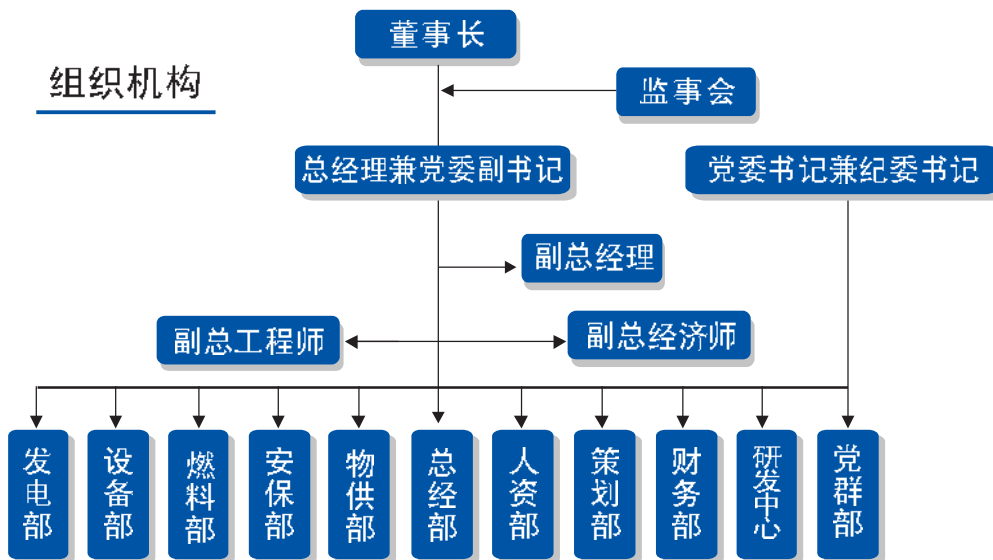 董事长
组织机构
监事会
总经理兼党委副书记
党委书记兼纪委书记
副总经理
副总工程师
副总经济师
发电部
设备部
燃料部
安保部
物供部
总经部
人资部
策划部
财务部
研发中心
党群部